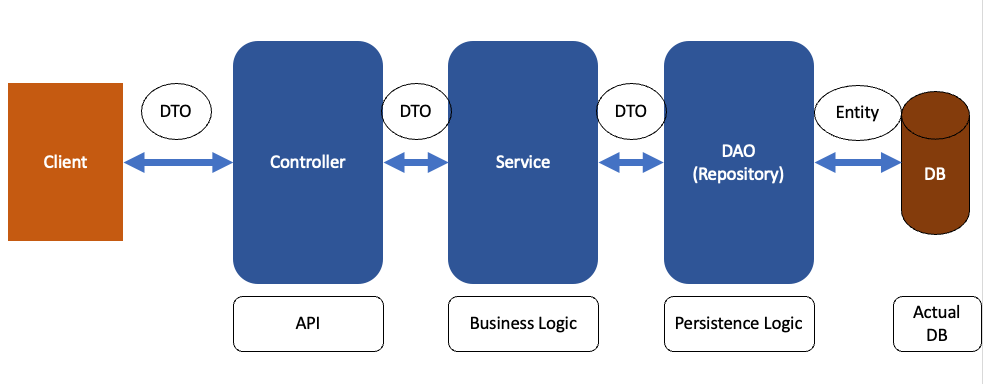 DTO
DTO
DTO
Entity
Client
Controller
Service
DAO
(Repository)
DB
API
Business Logic
Persistence Logic
Actual
DB